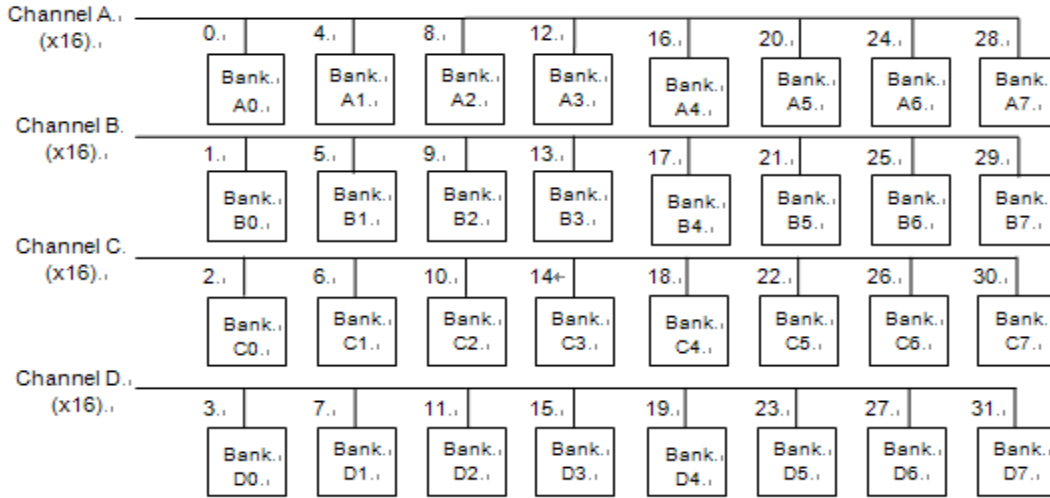 Channel A.
(x16).
0. 4. 8. 12. 16. 20. 24. 28.
Bank. Bank. Bank. Bank. Bank. Bank. Bank. Bank.
A0. A1. A2. A3. A4. A5. A6. A7.
Channel B.
(x16).
1. 5. 9. 13. 17. 21. 25. 29.
Bank. Bank. Bank. Bank. Bank. Bank. Bank. Bank.
B0. B1. B2. B3. B4. B5. B6. B7.
Channel C.
(x16).
2. 6. 10. 14← 18. 22. 26. 30.
Bank. Bank. Bank. Bank. Bank. Bank. Bank. Bank.
C0. C1. C2. C3. C4. C5. C6. C7.
Channel D.
(x16).
3. 7. 11. 15. 19. 23. 27. 31.
Bank. Bank. Bank. Bank. Bank. Bank. Bank. Bank.
D0. D1. D2. D3. D4. D5. D6. D7.